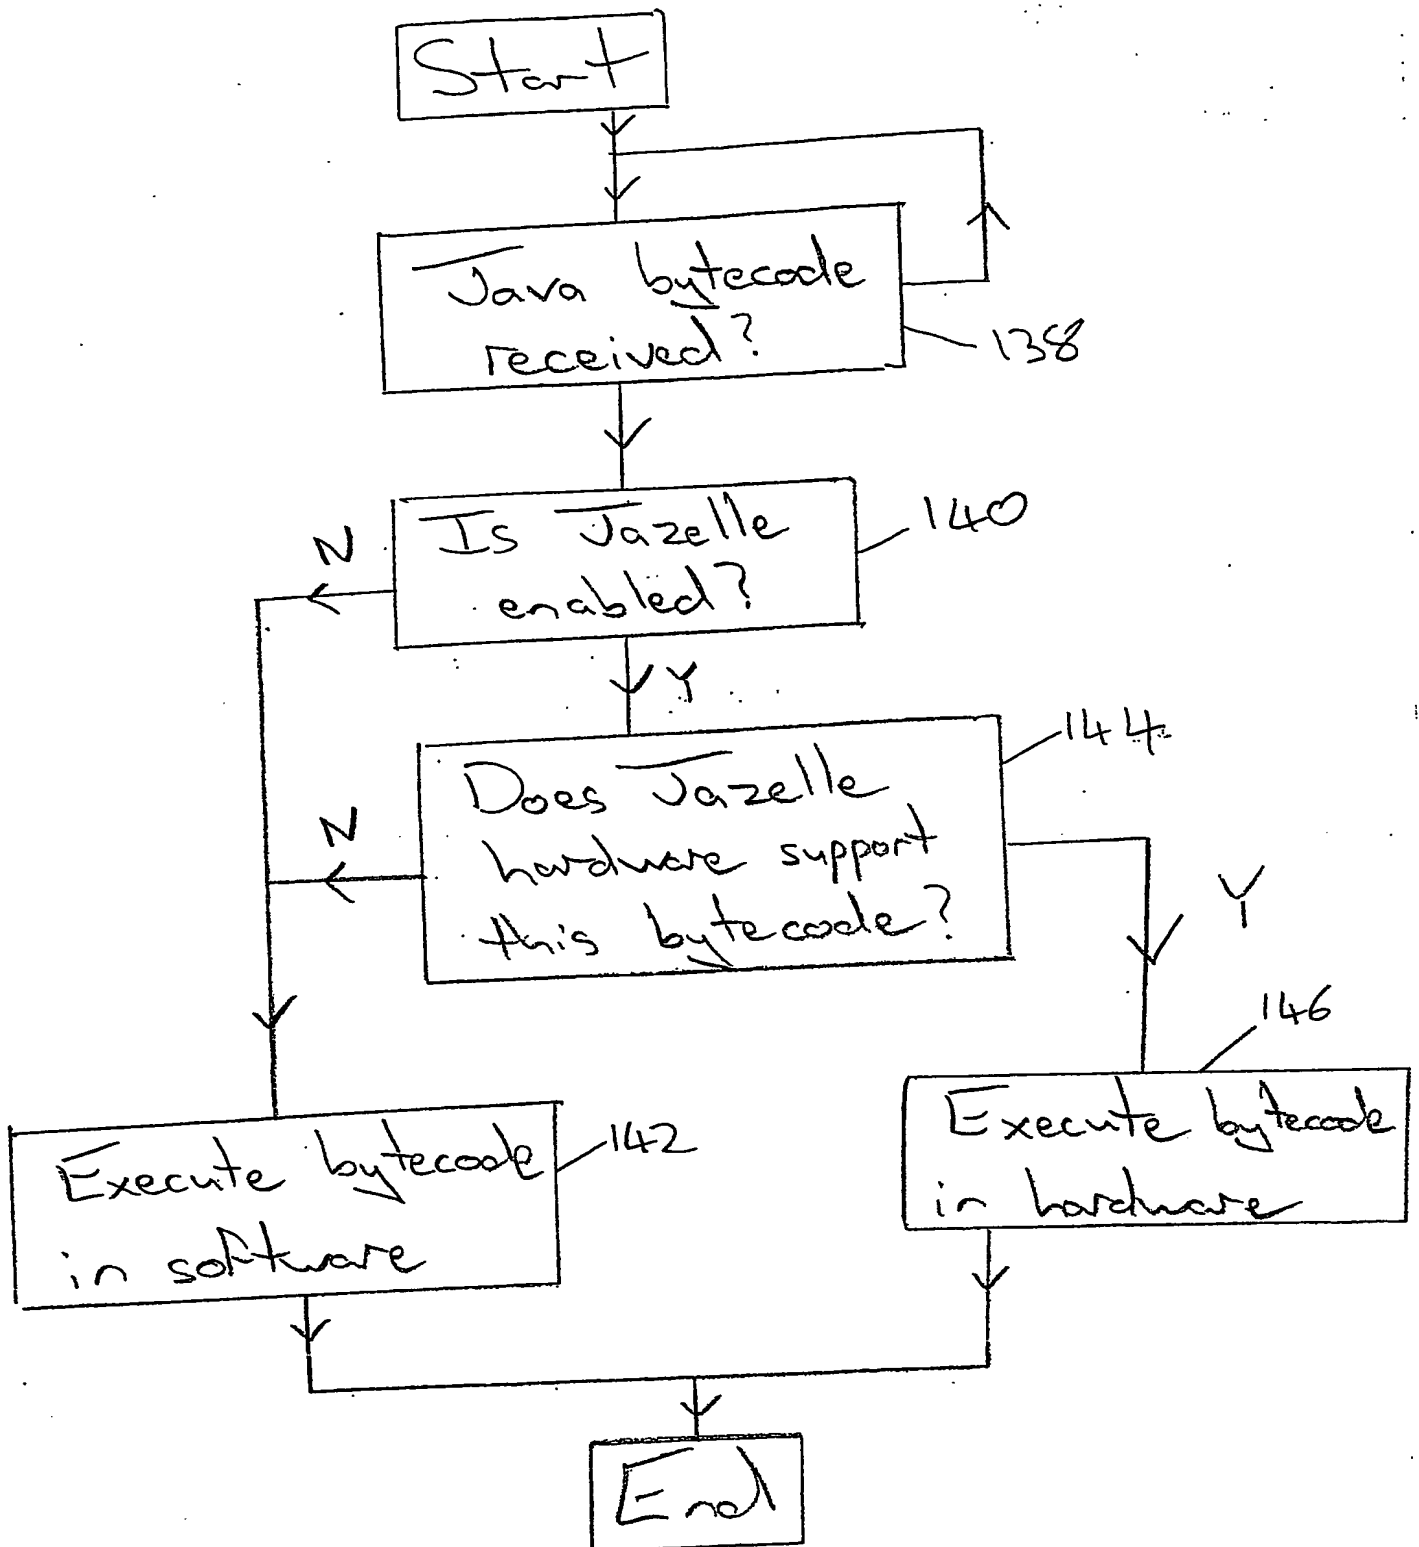 Start
Java bytecode
received?
138
Is Jazelle
enabled?
140
N
Y
Does Jazelle
hardware support
this bytecode?
144
N
Y
146
Execute bytecode
in software
142
Execute bytecode
in hardware
End